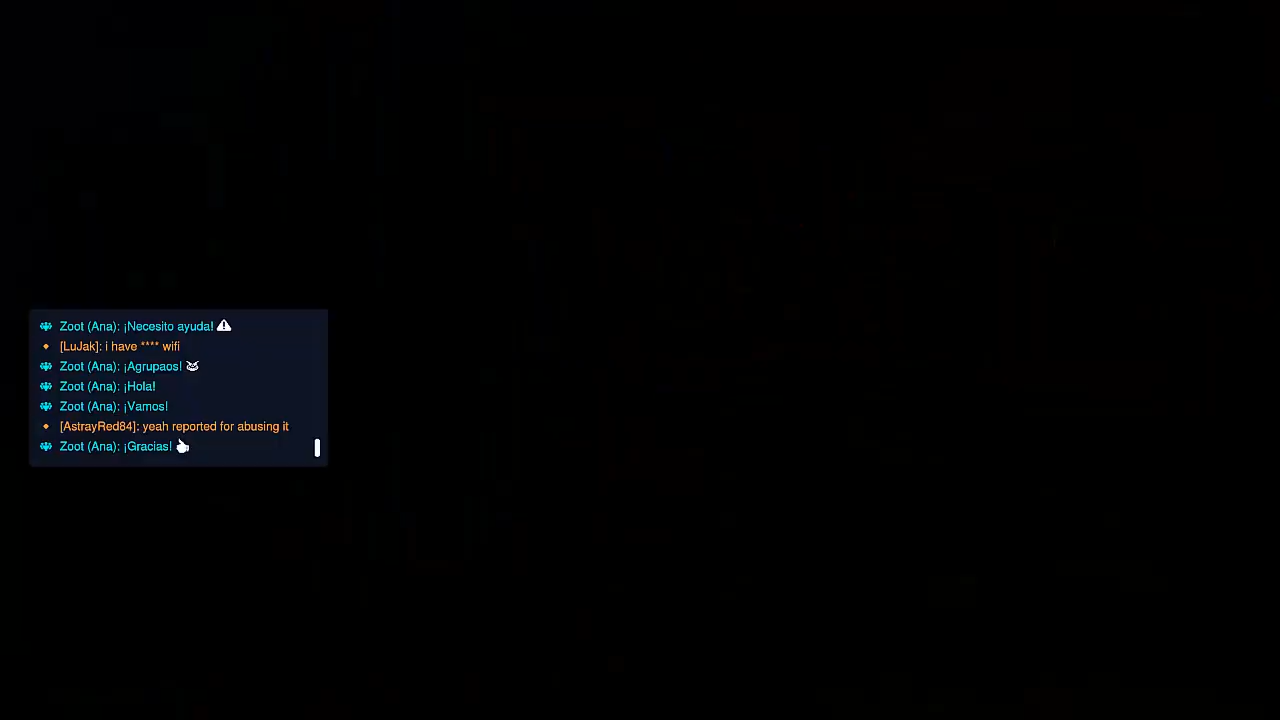 Zoot (Ana): ¡Necesito ayuda!
[LuJak]: i have **** wifi
Zoot (Ana): ¡Agrupaos!
Zoot (Ana): ¡Hola!
Zoot (Ana): ¡Vamos!
[AstrayRed84]: yeah reported for abusing it
Zoot (Ana): ¡Gracias!